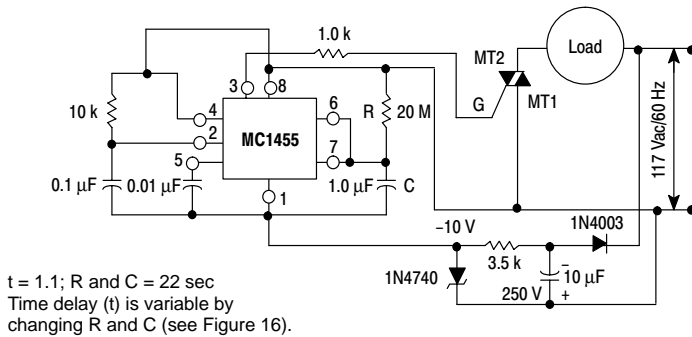 1.0 k
MT2
Load
3
8
G
MT1
10 k
4
6
R
20 M
117 Vac/60 Hz
2
MC1455
5
7
0.1 μF
0.01 μF
1.0 μF
C
1
−10 V
1N4003
3.5 k
1N4740
−
10 μF
250 V
+
t = 1.1; R and C = 22 sec
Time delay (t) is variable by
changing R and C (see Figure 16).